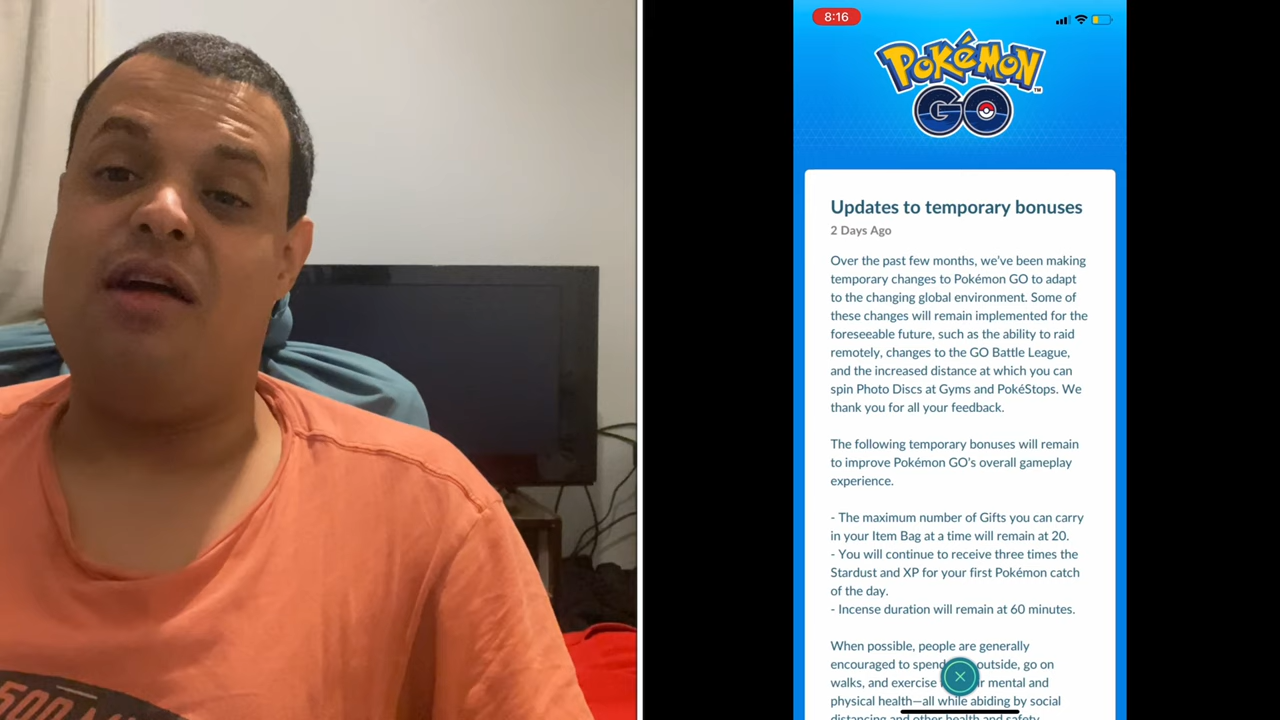 8:16
POKéMON
TM
GO
Updates to temporary bonuses
2 Days Ago
Over the past few months, we've been making
temporary changes to Pokémon GO to adapt
to the changing global environment. Some of
these changes will remain implemented for the
foreseeable future, such as the ability to raid
remotely, changes to the GO Battle League,
and the increased distance at which you can
spin Photo Discs at Gyms and PokéStops. We
thank you for all your feedback.
The following temporary bonuses will remain
to improve Pokémon GO's overall gameplay
experience.
- The maximum number of Gifts you can carry
in your Item Bag at a time will remain at 20.
- You will continue to receive three times the
Stardust and XP for your first Pokémon catch
of the day.
- Incense duration will remain at 60 minutes.
When possible, people are generally
encouraged to spend outside, go on
walks, and exercise mental and
physical health—all while abiding by social
distancing and other health and safety
500